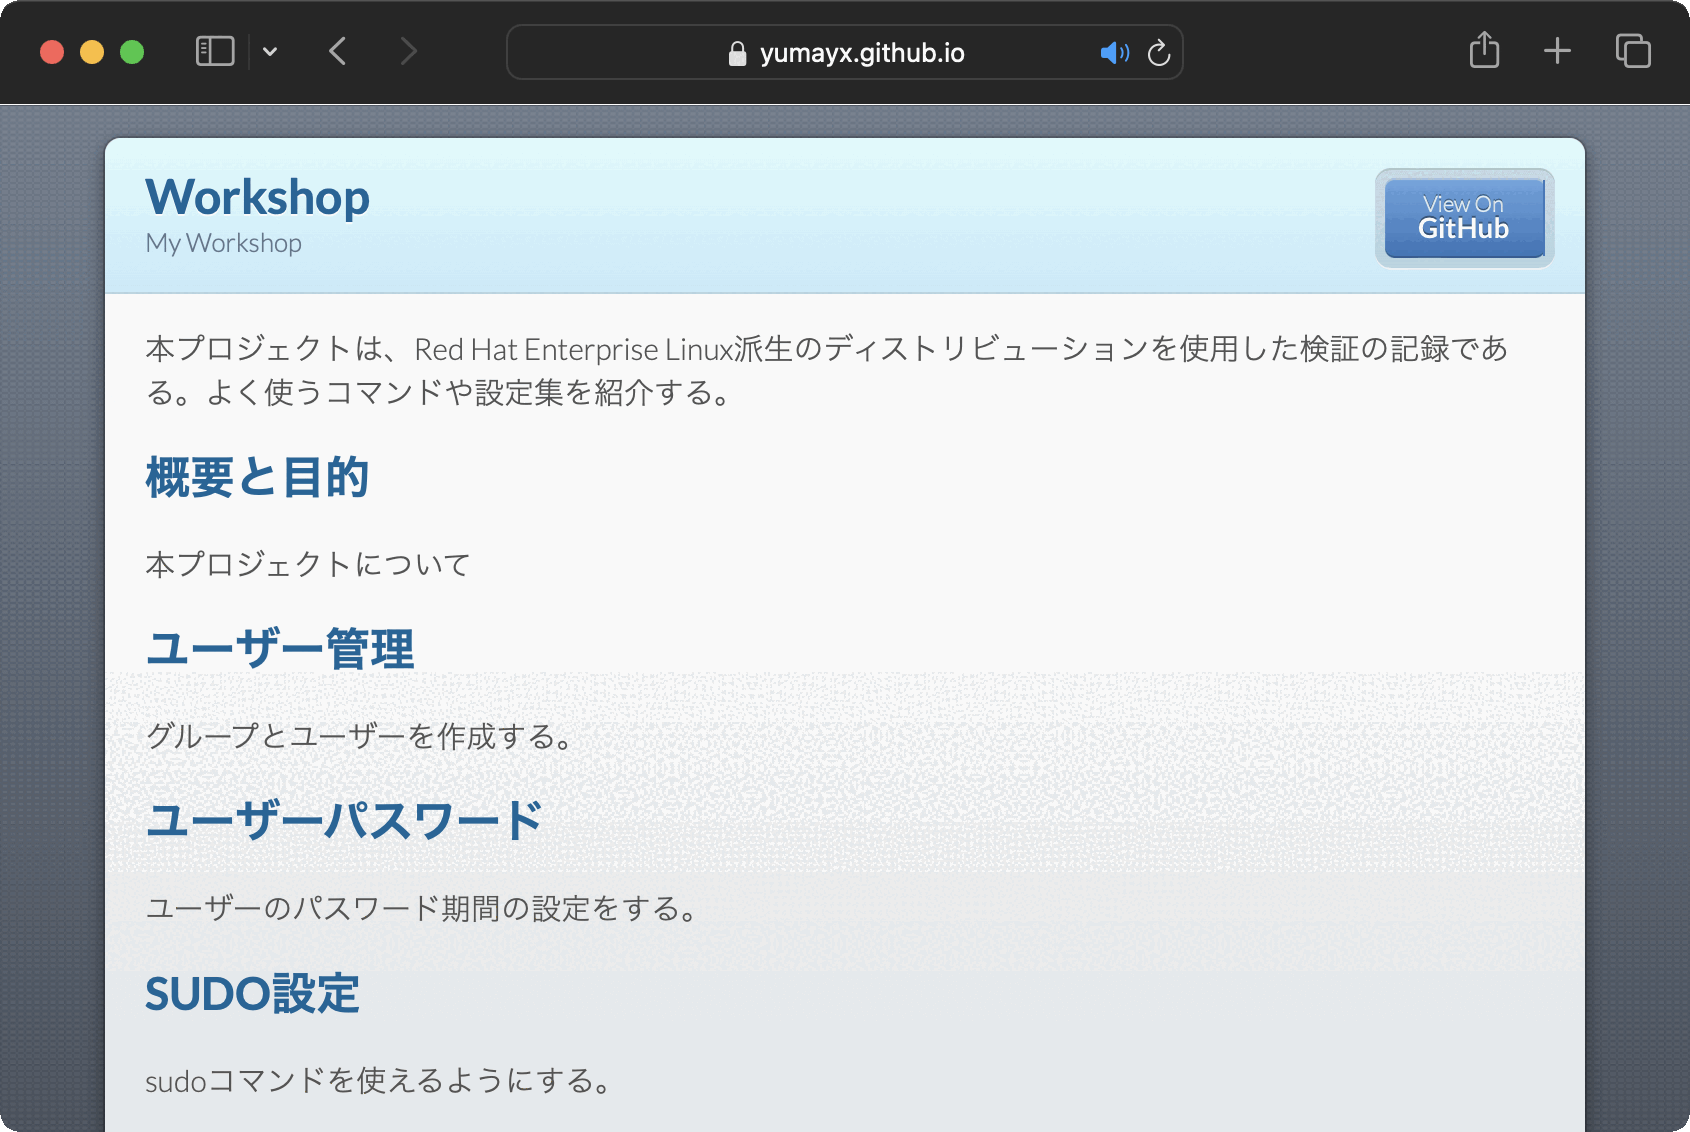 yumayx.github.io
Workshop
My Workshop
View On
GitHub
本プロジェクトは、Red Hat Enterprise Linux派生のディストリビューションを使用した検証の記録であ
る。よく使うコマンドや設定集を紹介する。
概要と目的
本プロジェクトについて
ユーザー管理
グループとユーザーを作成する。
ユーザーパスワード
ユーザーのパスワード期間の設定をする。
SUDO設定
sudoコマンドを使えるようにする。